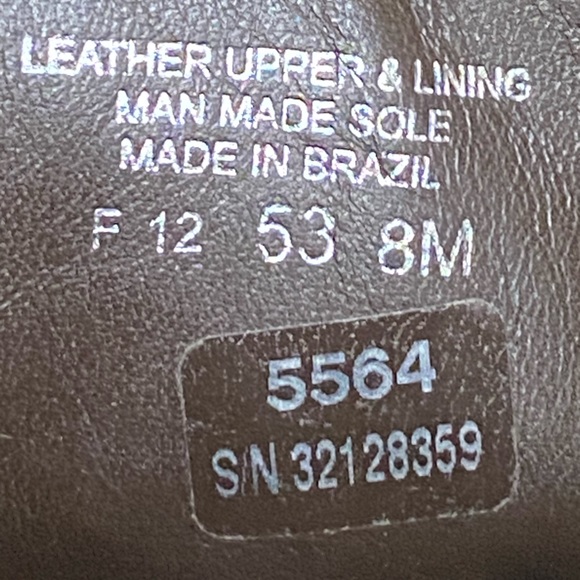 LEATHER UPPER & LINING
MAN MADE SOLE
MADE IN BRAZIL
F 12 53 8M
5564
S/N 32128359